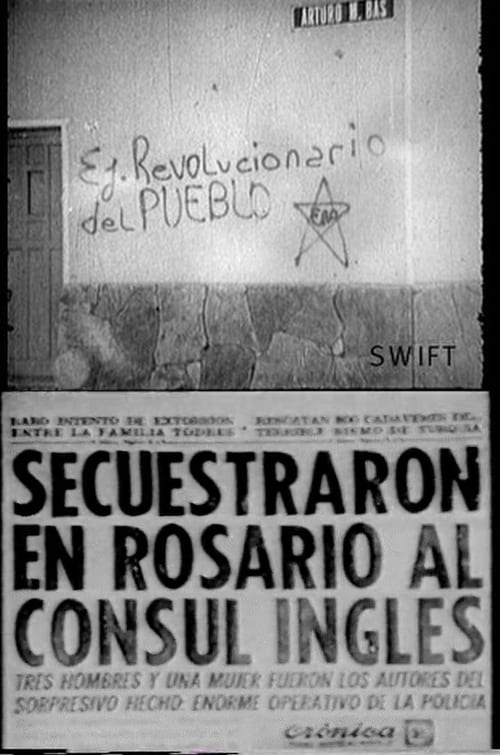 ARTURO M. BAS
Ej. Revolucionario
del PUEBLO
ERP
SWIFT
RARO INTENTO DE EXTORSION
ENTRE LA FAMILIA TODRES
RESCATAN 800 CADAVERES DEL
TERRIBLE SISMO DE TURQUIA
SECUESTRARON
EN ROSARIO AL
CONSUL INGLES
TRES HOMBRES Y UNA MUJER FUERON LOS AUTORES DEL
SORPRESIVO HECHO: ENORME OPERATIVO DE LA POLICIA
crónica